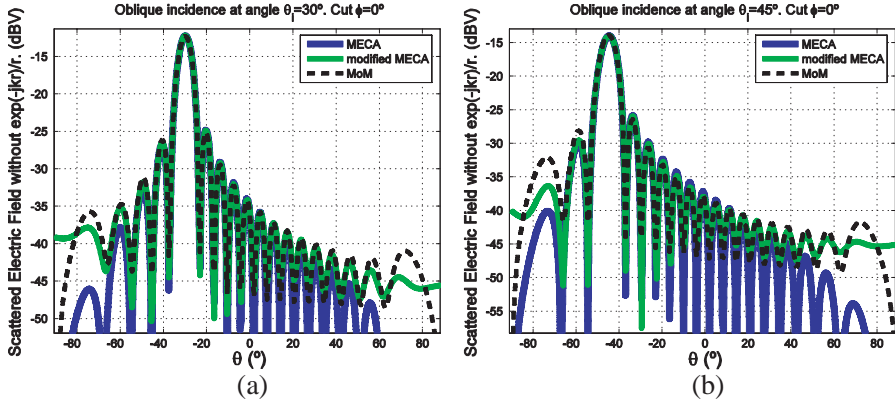 Oblique incidence at angle θi=30º. Cut ϕ=0º
Scattered Electric Field without exp(-jkr)/r. (dBV)
-15
-20
-25
-30
-35
-40
-45
-50
MECA
modified MECA
MoM
-80 -60 -40 -20 0 20 40 60 80
θ (º)
(a)
Oblique incidence at angle θi=45º. Cut ϕ=0º
Scattered Electric Field without exp(-jkr)/r. (dBV)
-15
-20
-25
-30
-35
-40
-45
-50
-55
MECA
modified MECA
MoM
-80 -60 -40 -20 0 20 40 60 80
θ (º)
(b)